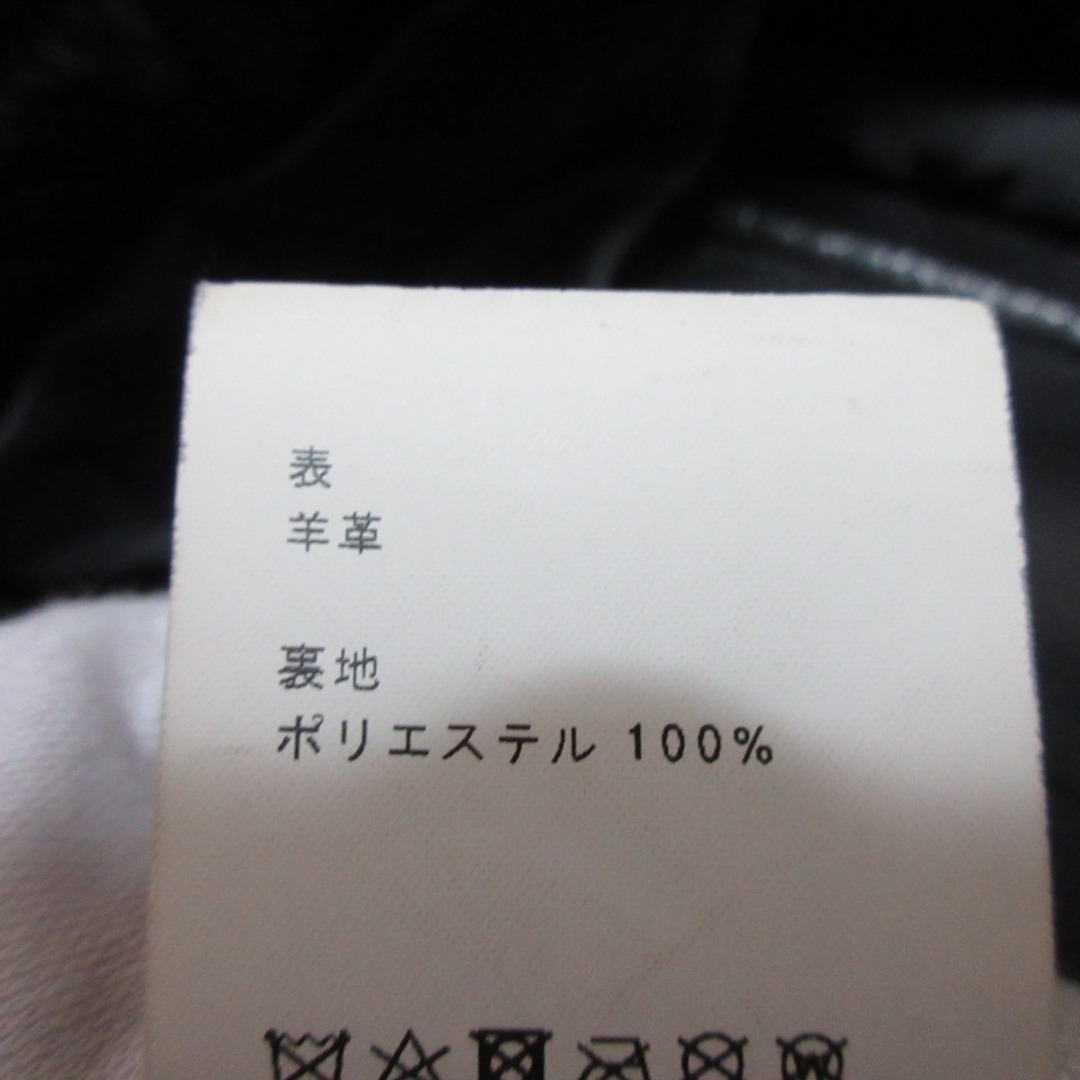 表
羊革
裏地
ポリエステル 100%